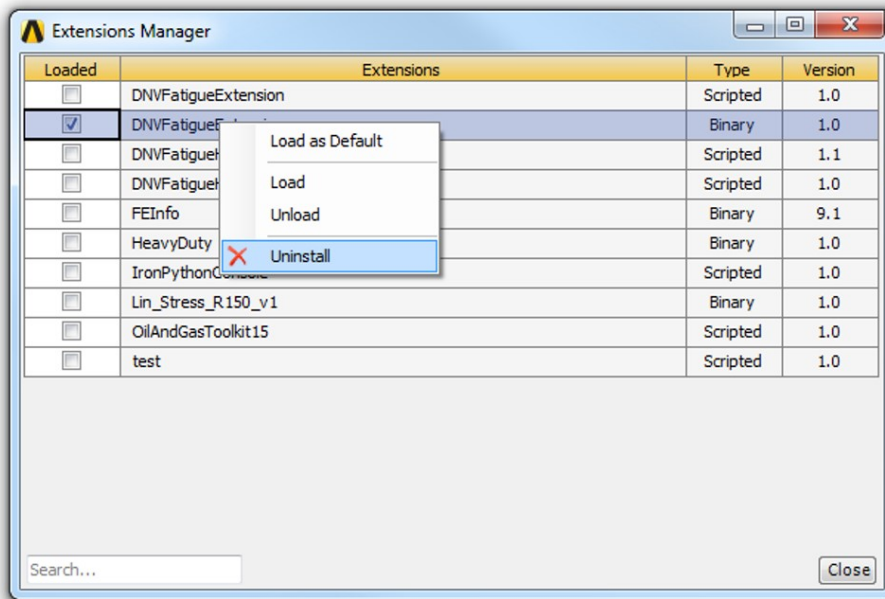 Extensions Manager
Loaded Extensions Type Version
DNVFatigueExtension Scripted 1.0
Binary 1.0
Load as Default
Scripted 1.1
Load
Scripted 1.0
FEInfo Unload Binary 9.1
HeavyDuty Binary 1.0
Uninstall
Scripted 1.0
Lin_Stress_R150_v1 Binary 1.0
OilAndGasToolkit15 Scripted 1.0
test Scripted 1.0
Search... Close